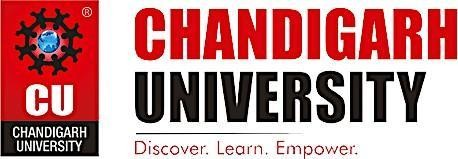 ®
CU
CHANDIGARH
UNIVERSITY
CHANDIGARH
UNIVERSITY
Discover. Learn. Empower.